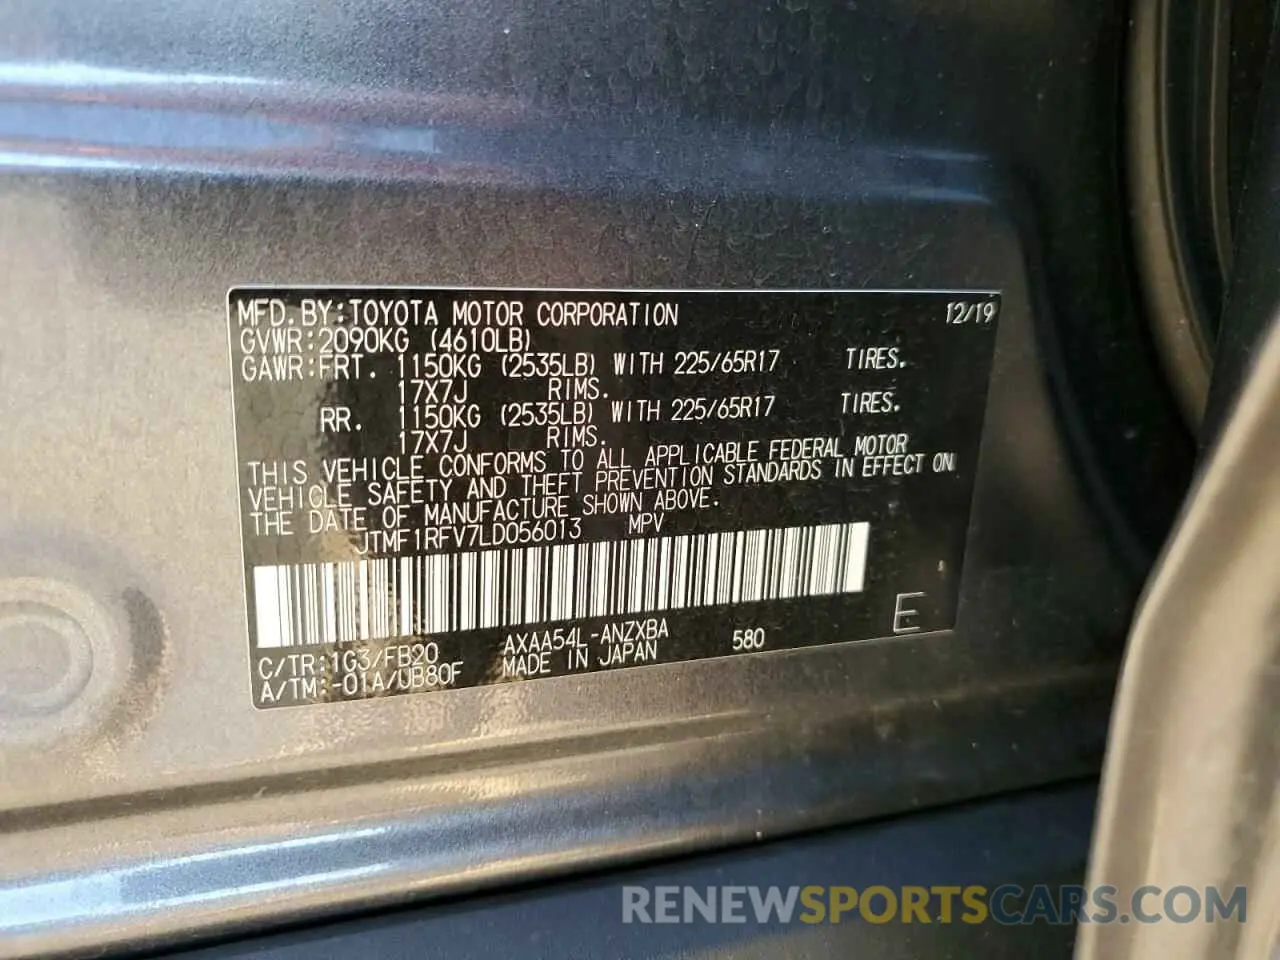 MFD. BY: TOYOTA MOTOR CORPORATION 12/19
GVWR: 2090KG (4610LB)
GAWR: FRT. 1150KG (2535LB) WITH 225/65R17 TIRES.
17X7J RIMS.
RR. 1150KG (2535LB) WITH 225/65R17 TIRES.
17X7J RIMS.
THIS VEHICLE CONFORMS TO ALL APPLICABLE FEDERAL MOTOR
VEHICLE SAFETY AND THEFT PREVENTION STANDARDS IN EFFECT ON
THE DATE OF MANUFACTURE SHOWN ABOVE.
JTMF1RFV7LD056013 MPV
E
C/TR: 1G3/FB20 AXAA54L-ANZXBA 580
A/TM: -01A/UB80F MADE IN JAPAN
RENEWSPORTSCARS.COM